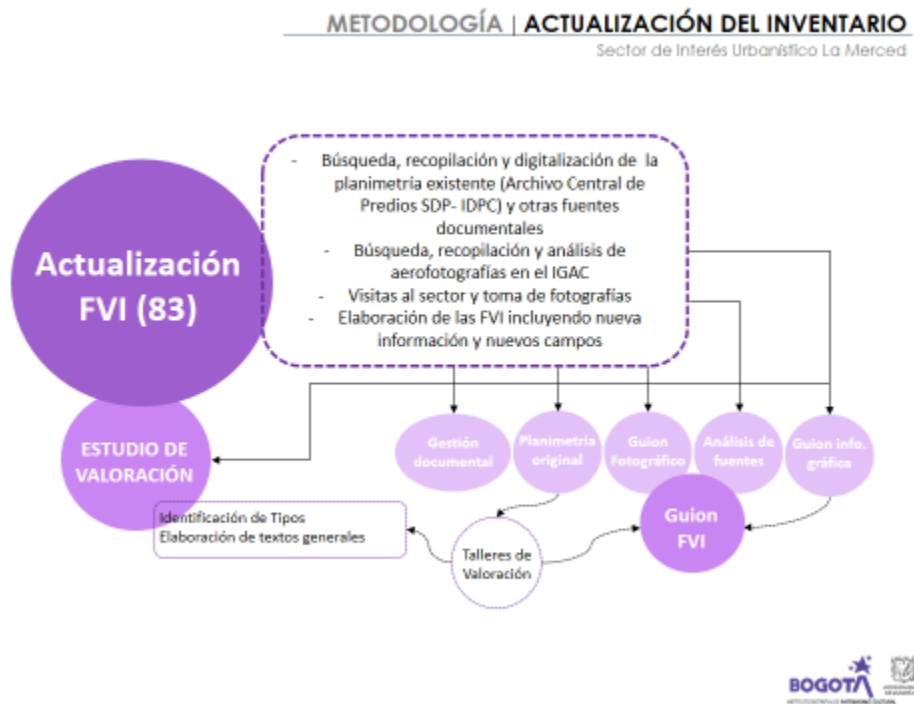 METODOLOGÍA | ACTUALIZACIÓN DEL INVENTARIO
Sector de Interés Urbanístico La Merced
- Búsqueda, recopilación y digitalización de la
planimetría existente (Archivo Central de
Predios SDP- IDPC) y otras fuentes
documentales
- Búsqueda, recopilación y análisis de
aerofotografías en el IGAC
- Visitas al sector y toma de fotografías
- Elaboración de las FVI incluyendo nueva
información y nuevos campos
Actualización
FVI (83)
ESTUDIO DE
VALORACIÓN
Gestión
documental
Planimetría
original
Guion
Fotográfico
Análisis de
fuentes
Guion info.
gráfica
Guion
FVI
Identificación de Tipos
Elaboración de textos generales
Talleres de
Valoración
BOGOTÁ